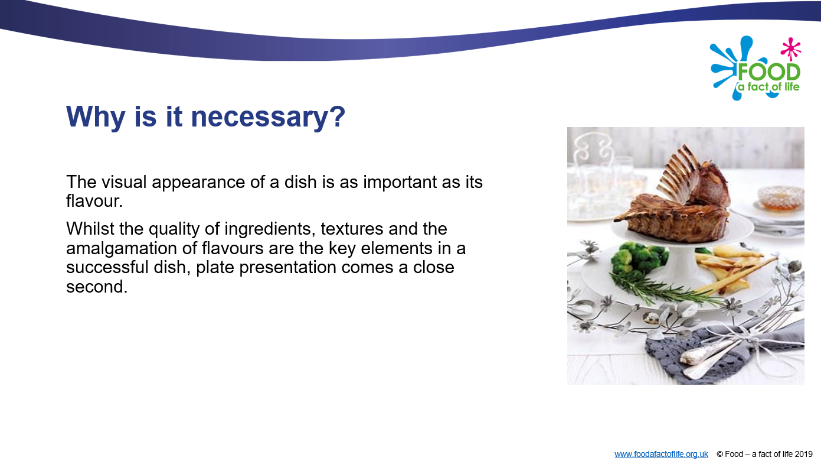 FOOD
a fact of life
Why is it necessary?
The visual appearance of a dish is as important as its
flavour.
Whilst the quality of ingredients, textures and the
amalgamation of flavours are the key elements in a
successful dish, plate presentation comes a close
second.
www.foodafactoflife.org.uk © Food – a fact of life 2019